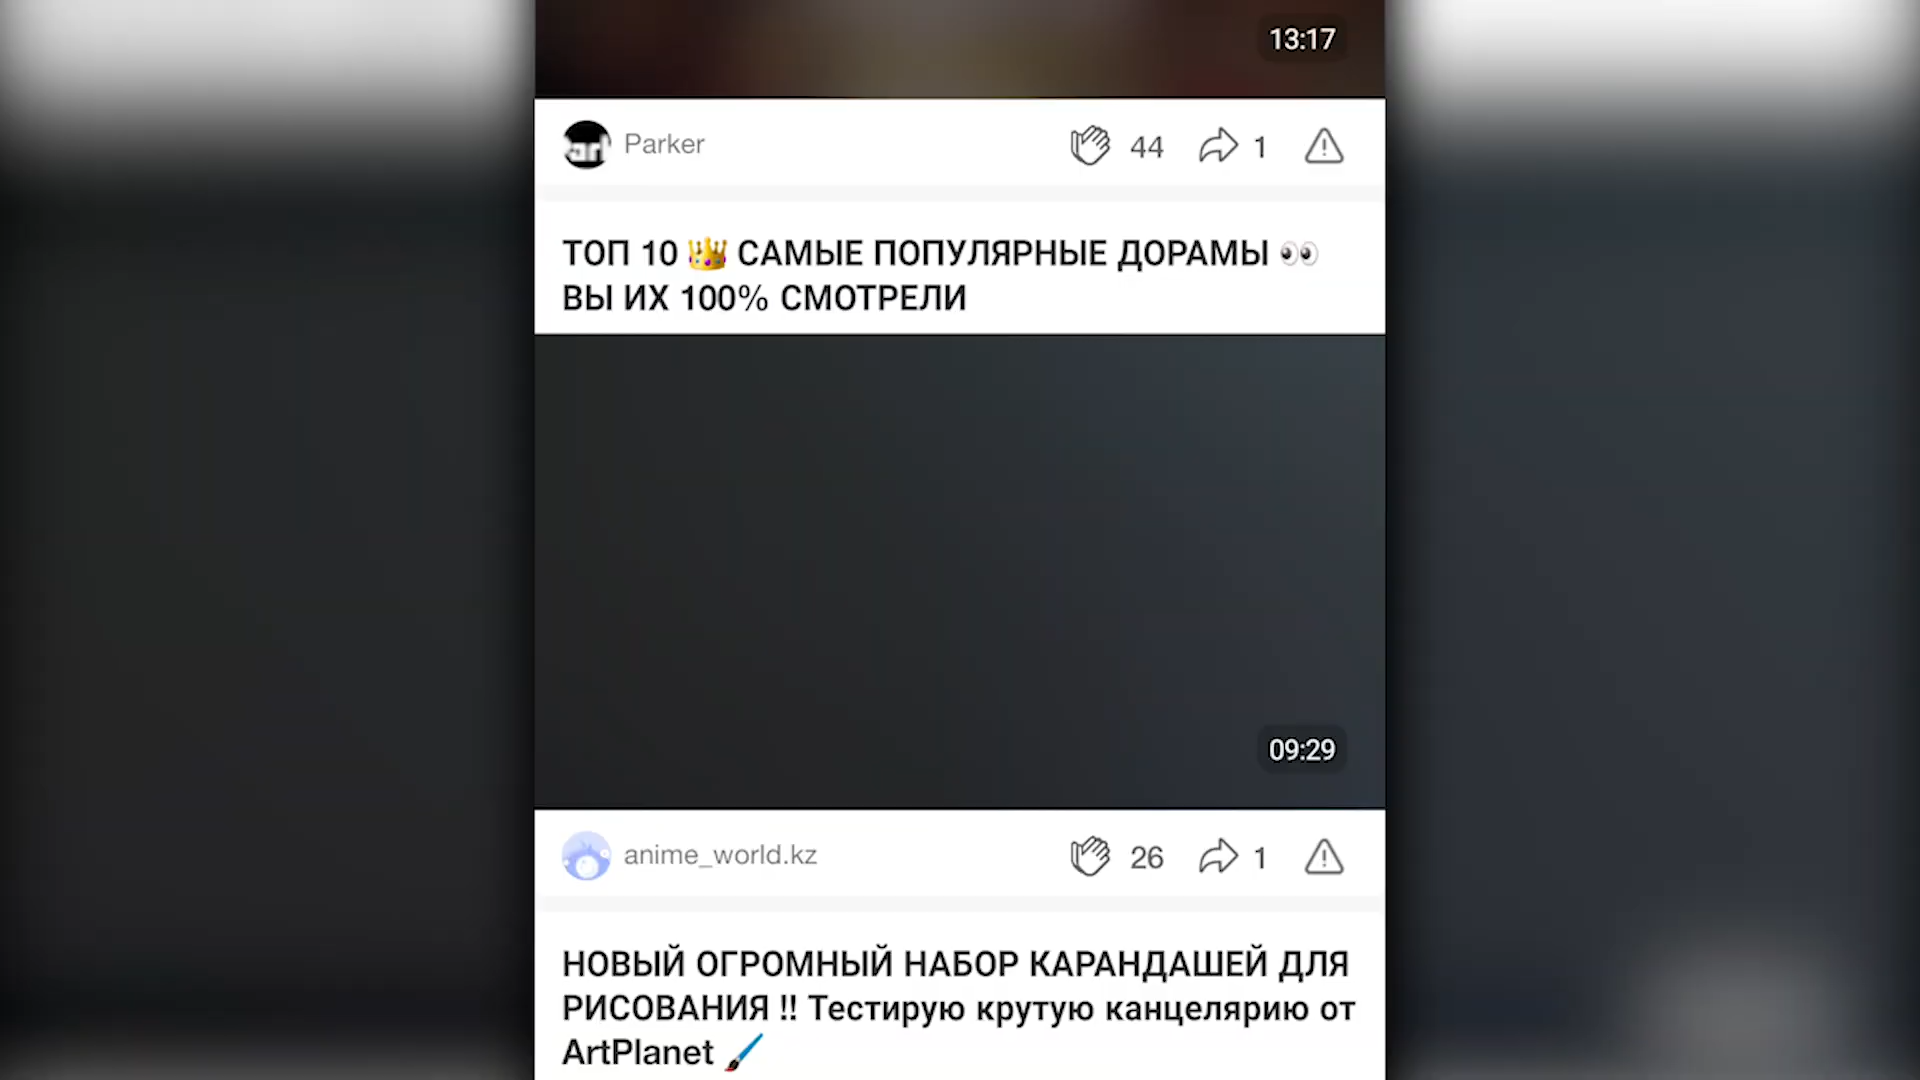 13:17
Parker 44 1
ТОП 10 👑 САМЫЕ ПОПУЛЯРНЫЕ ДОРАМЫ 👀
ВЫ ИХ 100% СМОТРЕЛИ
09:29
anime_world.kz 26 1
НОВЫЙ ОГРОМНЫЙ НАБОР КАРАНДАШЕЙ ДЛЯ
РИСОВАНИЯ !! Тестирую крутую канцелярию от
ArtPlanet 🖌️